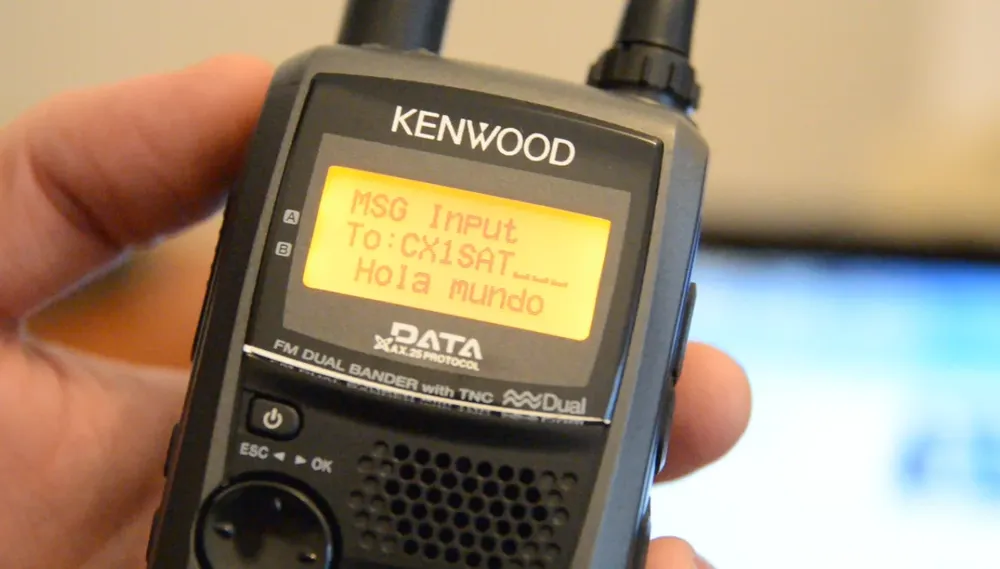 KENWOOD
A
MSG Input
B
To:CX1SAT___
Hola mundo
DATA
AX.25 PROTOCOL
FM DUAL BANDER with TNC Dual
ESC ◄ ► OK